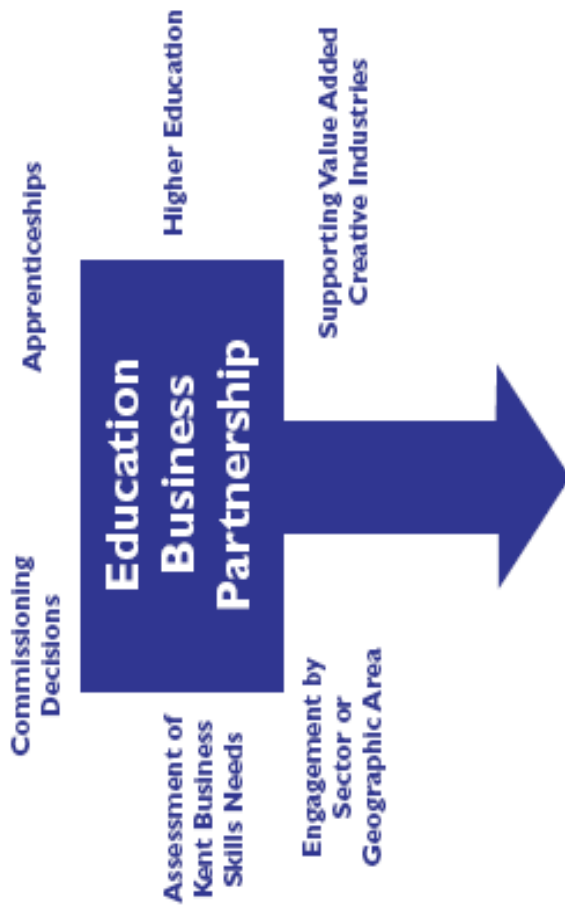 Commissioning
Decisions
Apprenticeships
Assessment of
Kent Business
Skills Needs
Education
Business
Partnership
Higher Education
Engagement by
Sector or
Geographic Area
Supporting Value Added
Creative Industries